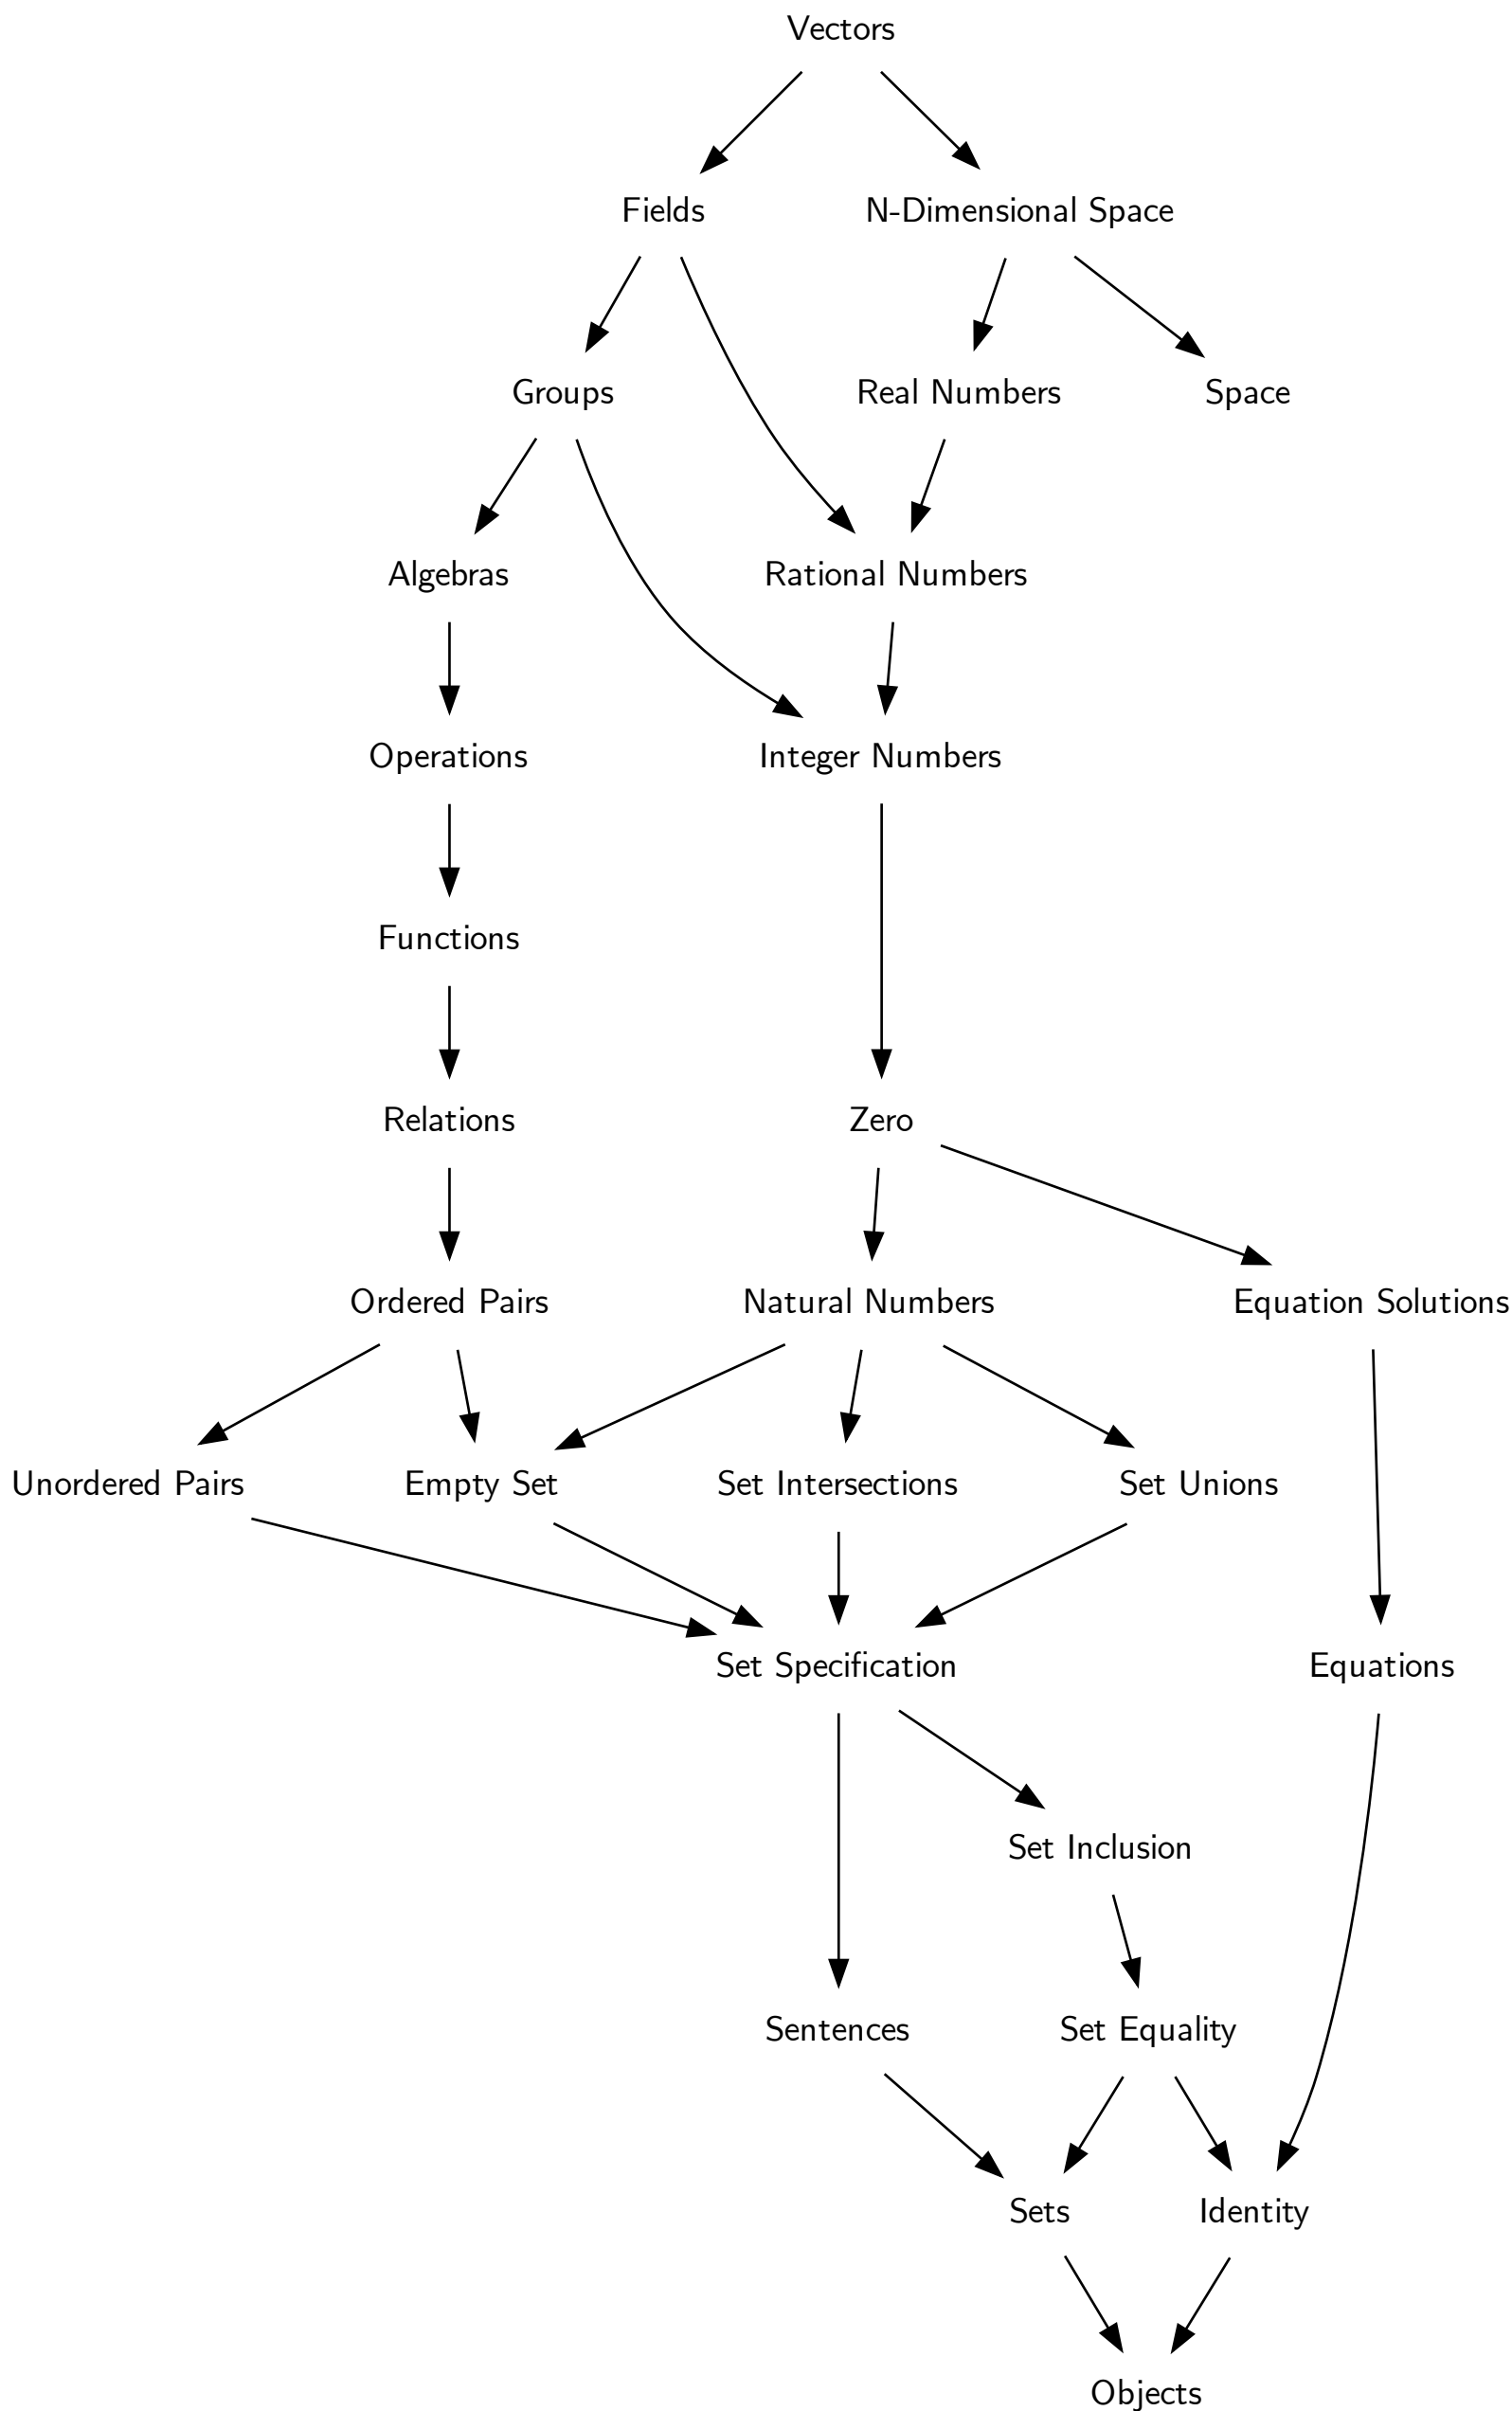 Vectors
Fields
N-Dimensional Space
Groups
Real Numbers
Space
Algebras
Rational Numbers
Operations
Integer Numbers
Functions
Relations
Zero
Ordered Pairs
Natural Numbers
Equation Solutions
Unordered Pairs
Empty Set
Set Intersections
Set Unions
Set Specification
Equations
Set Inclusion
Sentences
Set Equality
Sets
Identity
Objects